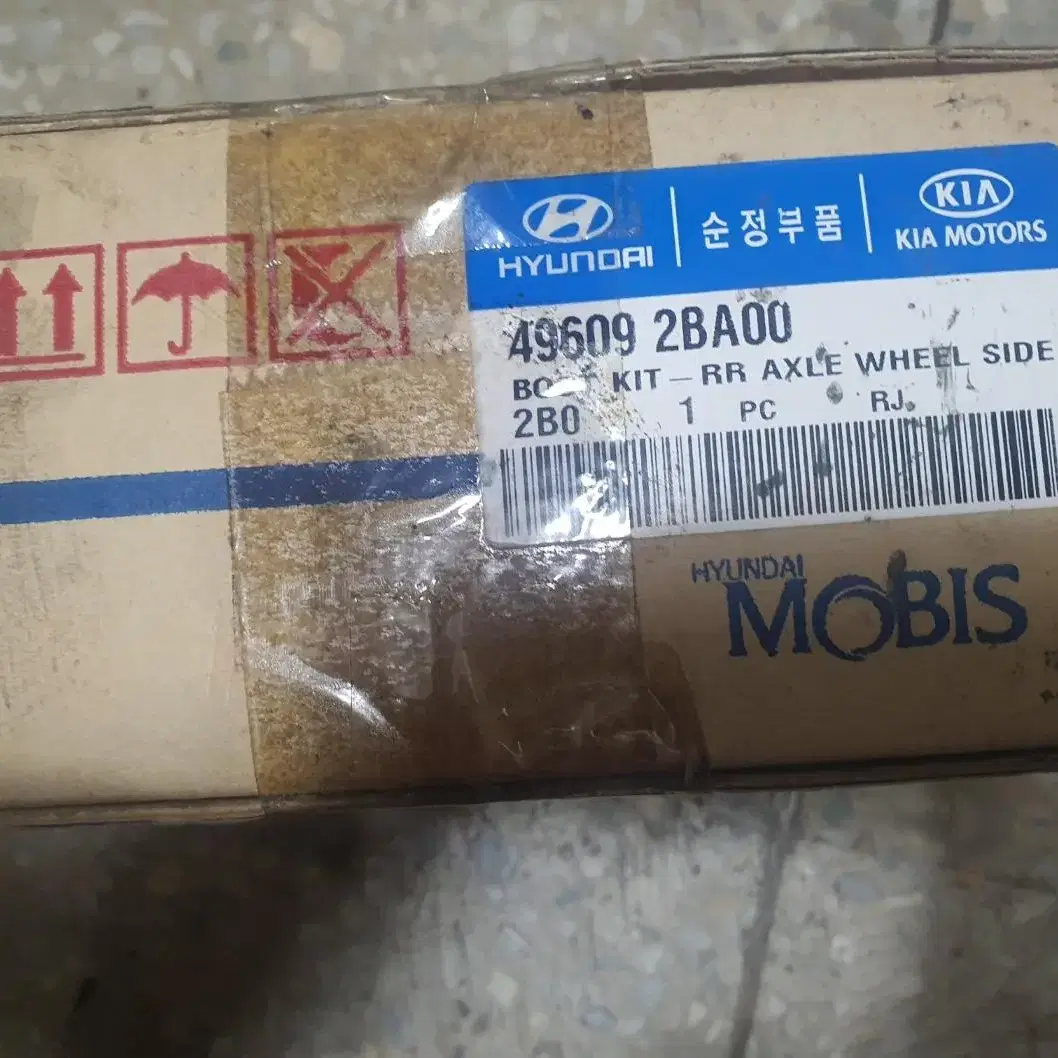 HYUNDAI
순정부품
KIA
KIA MOTORS
49609 2BA00
KIT-RR AXLE WHEEL SIDE
2B0 1 PC RJ
HYUNDAI
MOBIS